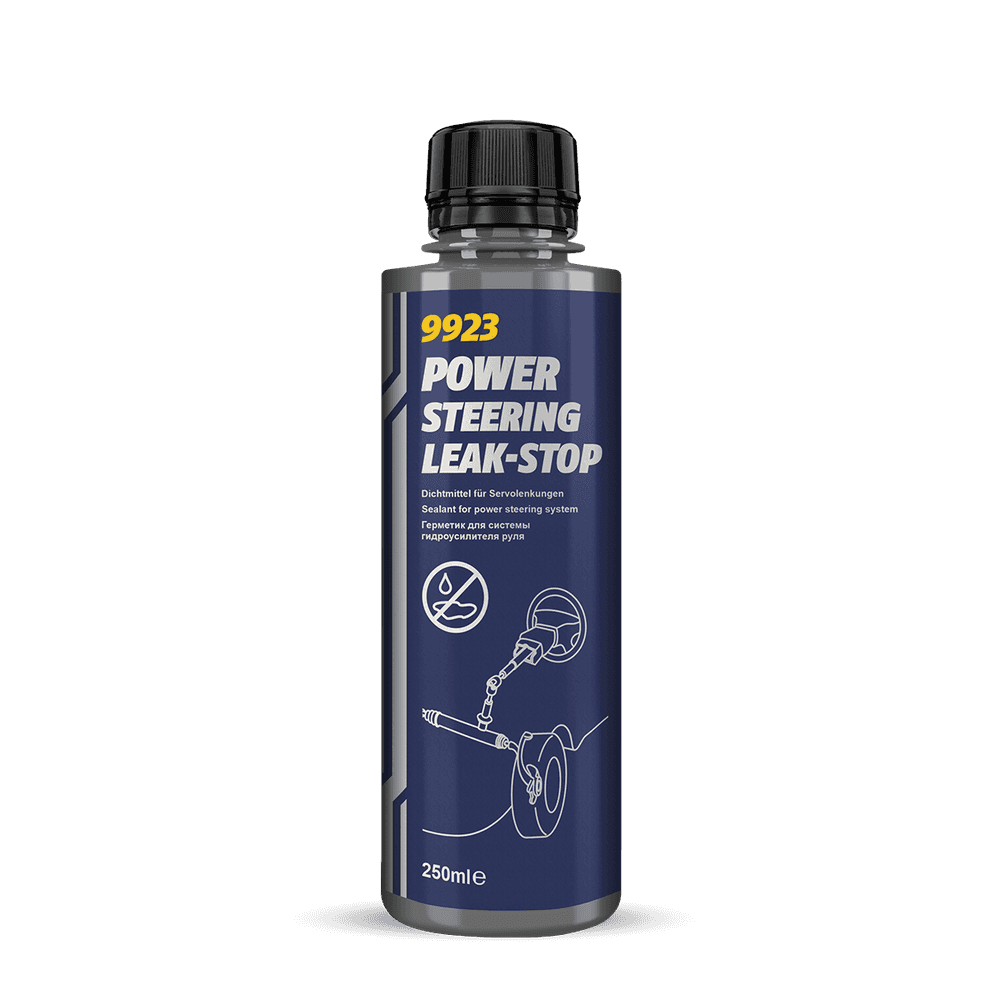 9923
POWER
STEERING
LEAK-STOP
Dichtmittel für Servolenkungen
Sealant for power steering system
Герметик для системы
гидроусилителя руля
250ml℮